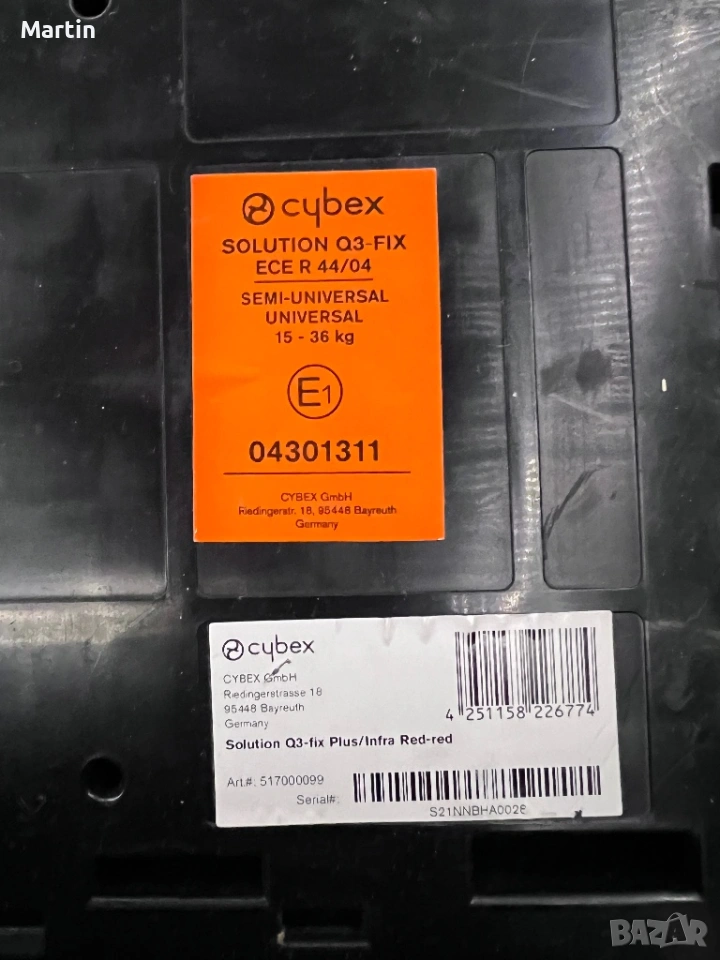 Martin
cybex
SOLUTION Q3-FIX
ECE R 44/04
SEMI-UNIVERSAL
UNIVERSAL
15 - 36 kg
E1
04301311
CYBEX GmbH
Riedingerstr. 18, 95448 Bayreuth
Germany
cybex
CYBEX GmbH
Riedingerstrasse 18
95448 Bayreuth
Germany
4 251158 226774
Solution Q3-fix Plus/Infra Red-red
Art.#: 517000099
Serial#:
S21NNBHA0026
BAZAR